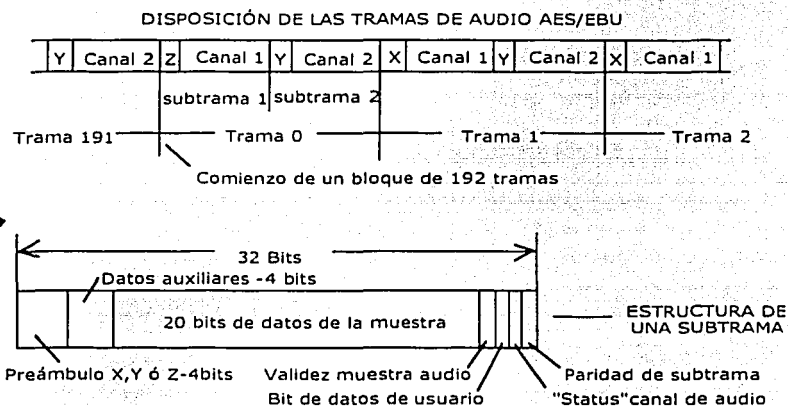 DISPOSICIÓN DE LAS TRAMAS DE AUDIO AES/EBU
Y Canal 2 Z Canal 1 Y Canal 2 X Canal 1 Y Canal 2 X Canal 1
subtrama 1 subtrama 2
Trama 191 Trama 0 Trama 1 Trama 2
Comienzo de un bloque de 192 tramas
32 Bits
Datos auxiliares -4 bits
20 bits de datos de la muestra
ESTRUCTURA DE
UNA SUBTRAMA
Preámbulo X,Y ó Z-4bits Validez muestra audio Paridad de subtrama
Bit de datos de usuario "Status"canal de audio